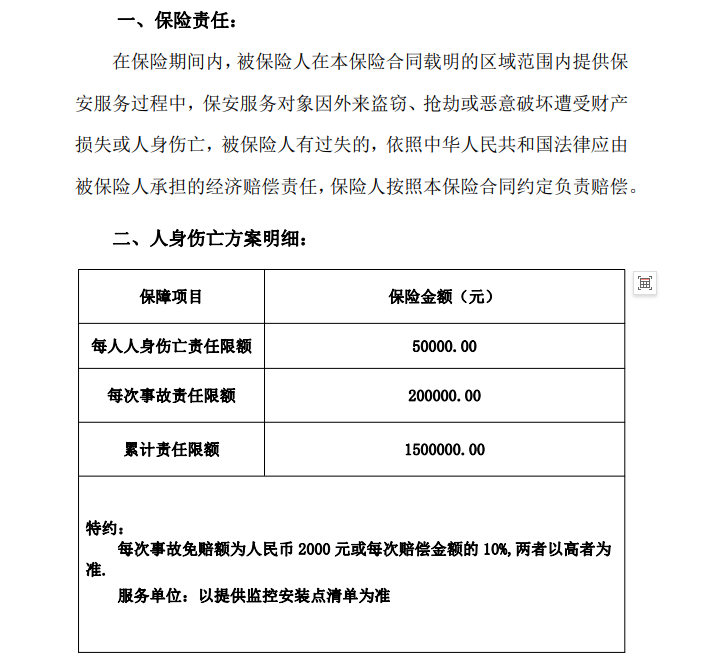 一、保险责任：
在保险期间内，被保险人在本保险合同载明的区域范围内提供保
安服务过程中，保安服务对象因外来盗窃、抢劫或恶意破坏遭受财产
损失或人身伤亡，被保险人有过失的，依照中华人民共和国法律应由
被保险人承担的经济赔偿责任，保险人按照本保险合同约定负责赔偿。
二、人身伤亡方案明细：
保障项目 保险金额（元）
每人人身伤亡责任限额 50000.00
每次事故责任限额 200000.00
累计责任限额 1500000.00
特约：
每次事故免赔额为人民币 2000 元或每次赔偿金额的 10%,两者以高者为
准.
服务单位：以提供监控安装点清单为准